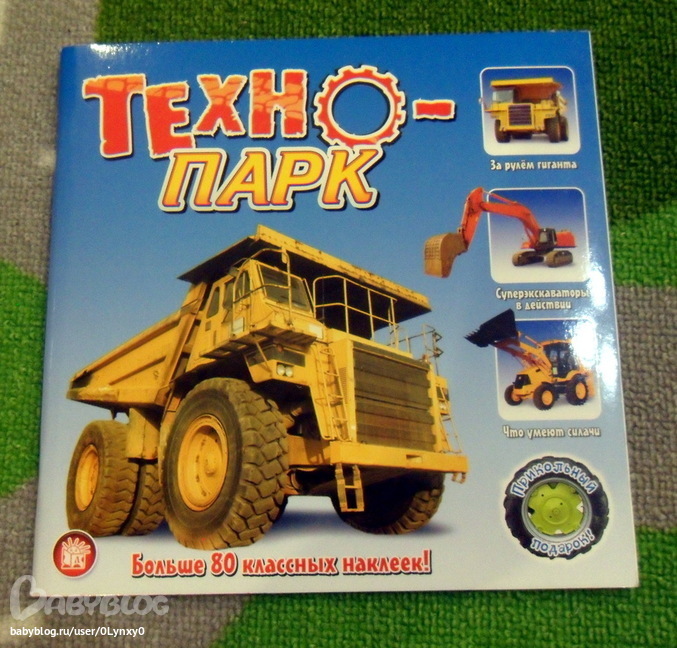 ТЕХНО-
ПАРК
За рулём гиганта
Суперэкскаваторы
в действии
Что умеют силачи
Прикольный
подарок!
Больше 80 классных наклеек!
BABYBLOG
babyblog.ru/user/0Lynxy0